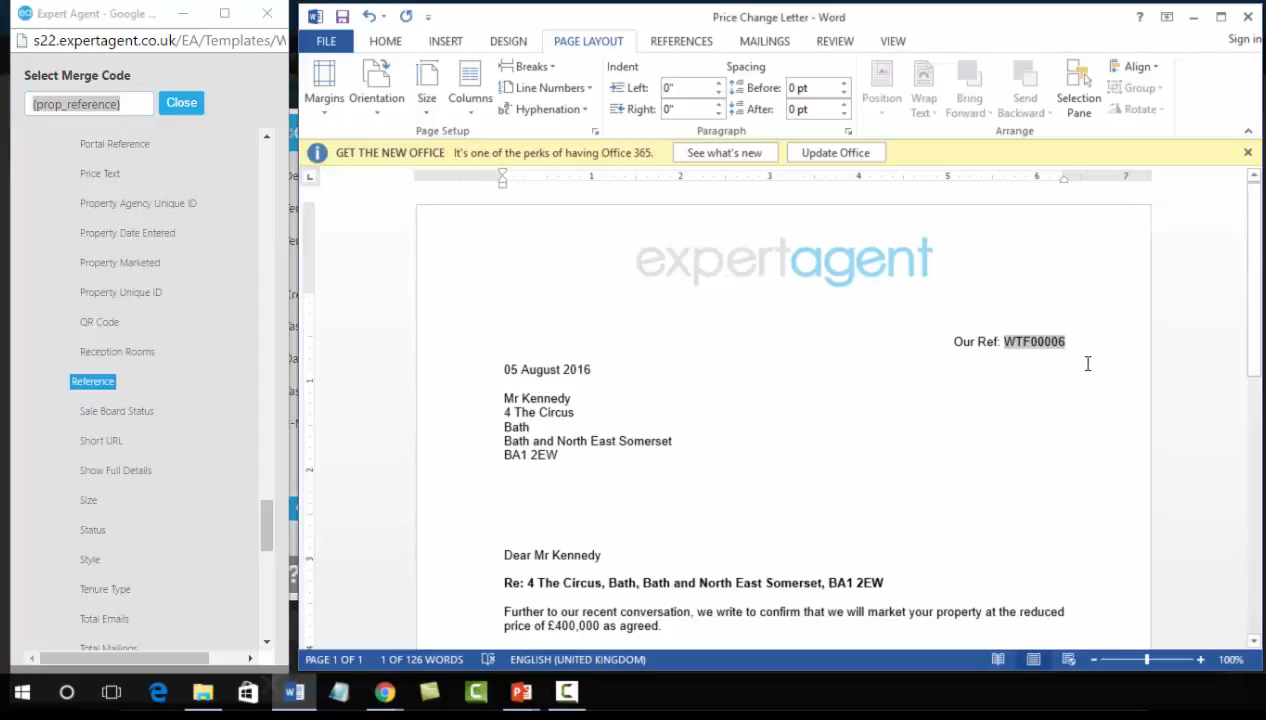 Expert Agent - Google ...
s22.expertagent.co.uk/EA/Templates/W
Select Merge Code
{prop_reference}
Close
Portal Reference
Price Text
Property Agency Unique ID
Property Date Entered
Property Marketed
Property Unique ID
QR Code
Reception Rooms
Reference
Sale Board Status
Short URL
Show Full Details
Size
Status
Style
Tenure Type
Total Emails
Total Mailings
Price Change Letter - Word
Sign in
FILE HOME INSERT DESIGN PAGE LAYOUT REFERENCES MAILINGS REVIEW VIEW
Margins
Orientation
Size
Columns
Breaks
Line Numbers
Hyphenation
Page Setup
Indent
Left: 0"
Right: 0"
Spacing
Before: 0 pt
After: 0 pt
Paragraph
Position
Wrap Text
Bring Forward
Send Backward
Selection Pane
Align
Group
Rotate
Arrange
GET THE NEW OFFICE It's one of the perks of having Office 365. See what's new Update Office
1 2 3 4 5 6 7
expertagent
Our Ref: WTF00006
05 August 2016
Mr Kennedy
4 The Circus
Bath
Bath and North East Somerset
BA1 2EW
Dear Mr Kennedy
Re: 4 The Circus, Bath, Bath and North East Somerset, BA1 2EW
Further to our recent conversation, we write to confirm that we will market your property at the reduced
price of £400,000 as agreed.
PAGE 1 OF 1 1 OF 126 WORDS ENGLISH (UNITED KINGDOM) 100%